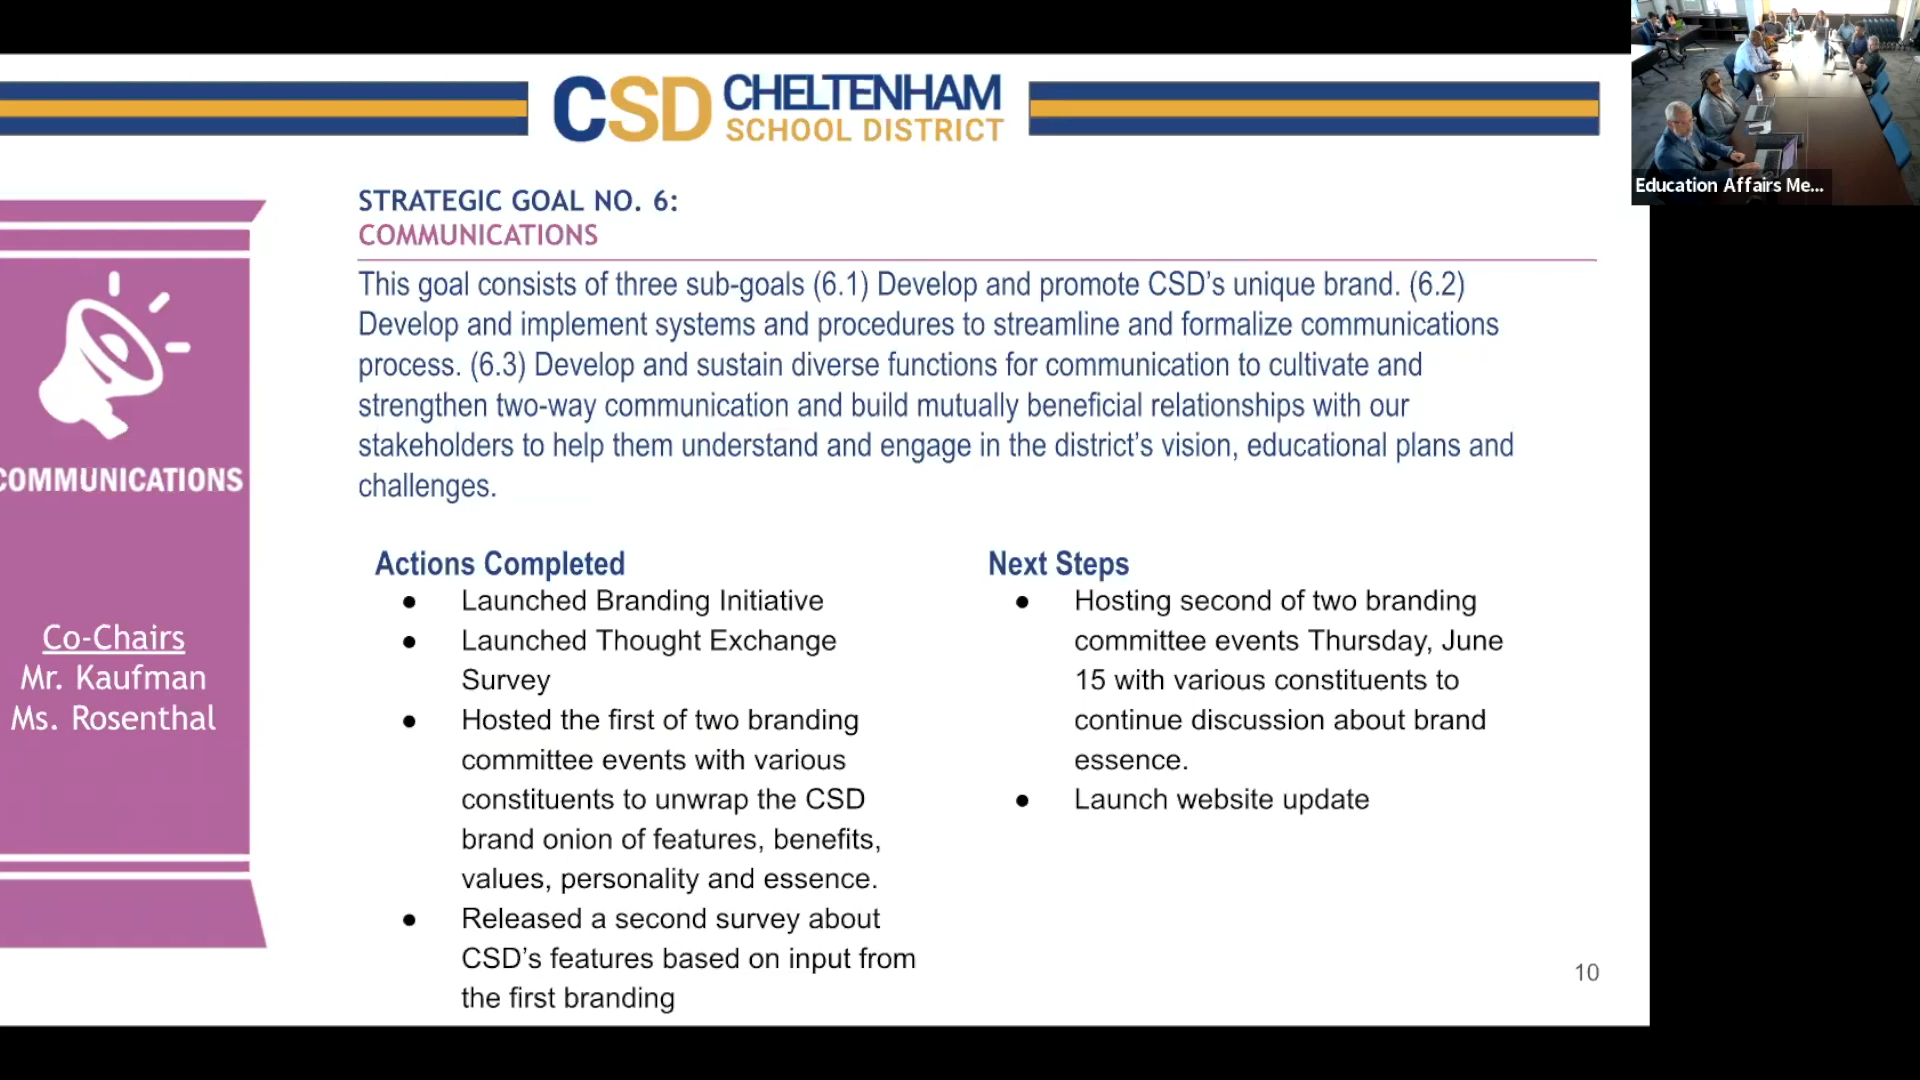 CSD CHELTENHAM
SCHOOL DISTRICT
Education Affairs Me...
STRATEGIC GOAL NO. 6:
COMMUNICATIONS
This goal consists of three sub-goals (6.1) Develop and promote CSD's unique brand. (6.2)
Develop and implement systems and procedures to streamline and formalize communications
process. (6.3) Develop and sustain diverse functions for communication to cultivate and
strengthen two-way communication and build mutually beneficial relationships with our
stakeholders to help them understand and engage in the district's vision, educational plans and
challenges.
COMMUNICATIONS
Co-Chairs
Mr. Kaufman
Ms. Rosenthal
Actions Completed
● Launched Branding Initiative
● Launched Thought Exchange
Survey
● Hosted the first of two branding
committee events with various
constituents to unwrap the CSD
brand onion of features, benefits,
values, personality and essence.
● Released a second survey about
CSD's features based on input from
the first branding
Next Steps
● Hosting second of two branding
committee events Thursday, June
15 with various constituents to
continue discussion about brand
essence.
● Launch website update
10